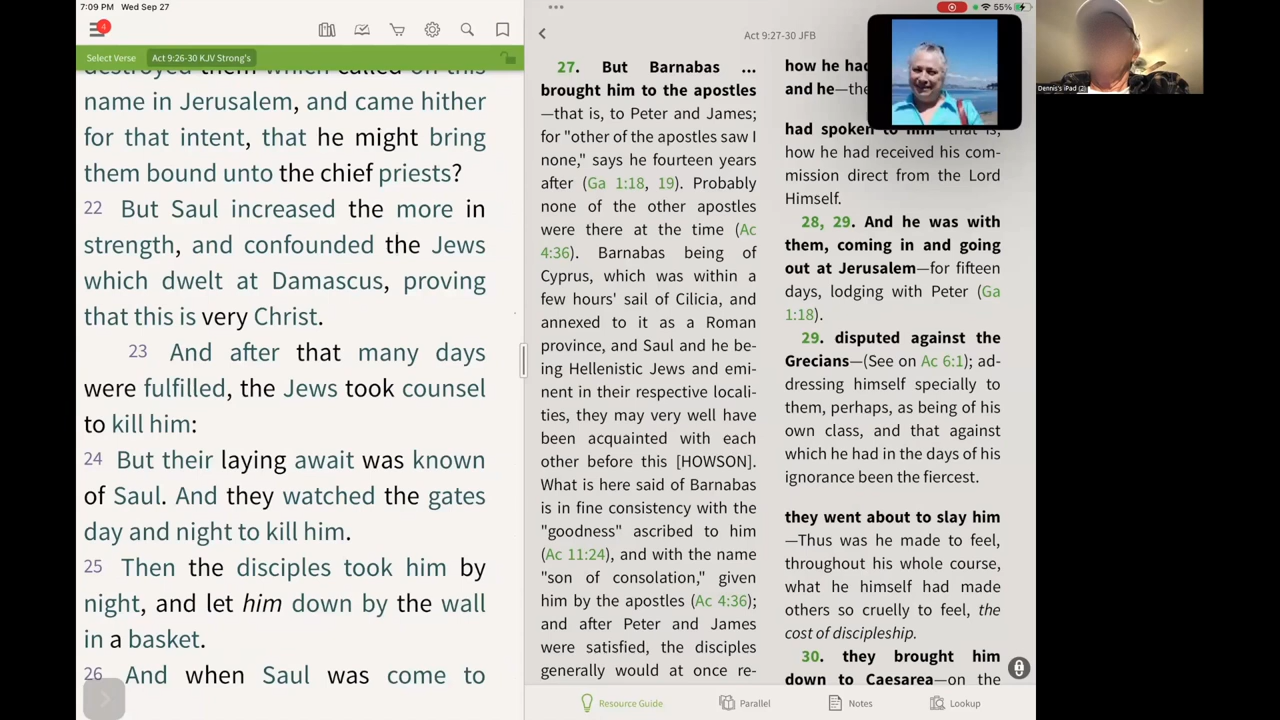 7:09 PM Wed Sep 27
55%
4
Select Verse Act 9:26-30 KJV Strong's
destroyed them which called on this
name in Jerusalem, and came hither
for that intent, that he might bring
them bound unto the chief priests?
22 But Saul increased the more in
strength, and confounded the Jews
which dwelt at Damascus, proving
that this is very Christ.
23 And after that many days
were fulfilled, the Jews took counsel
to kill him:
24 But their laying await was known
of Saul. And they watched the gates
day and night to kill him.
25 Then the disciples took him by
night, and let him down by the wall
in a basket.
26 And when Saul was come to
Act 9:27-30 JFB
27. But Barnabas ...
brought him to the apostles
—that is, to Peter and James;
for "other of the apostles saw I
none," says he fourteen years
after (Ga 1:18, 19). Probably
none of the other apostles
were there at the time (Ac
4:36). Barnabas being of
Cyprus, which was within a
few hours' sail of Cilicia, and
annexed to it as a Roman
province, and Saul and he be-
ing Hellenistic Jews and emi-
nent in their respective locali-
ties, they may very well have
been acquainted with each
other before this [HOWSON].
What is here said of Barnabas
is in fine consistency with the
"goodness" ascribed to him
(Ac 11:24), and with the name
"son of consolation," given
him by the apostles (Ac 4:36);
and after Peter and James
were satisfied, the disciples
generally would at once re-
how he had
and he—the
had spoken to him—that is,
how he had received his com-
mission direct from the Lord
Himself.
28, 29. And he was with
them, coming in and going
out at Jerusalem—for fifteen
days, lodging with Peter (Ga
1:18).
29. disputed against the
Grecians—(See on Ac 6:1); ad-
dressing himself specially to
them, perhaps, as being of his
own class, and that against
which he had in the days of his
ignorance been the fiercest.
they went about to slay him
—Thus was he made to feel,
throughout his whole course,
what he himself had made
others so cruelly to feel, the
cost of discipleship.
30. they brought him
down to Caesarea—on the
Resource Guide Parallel Notes Lookup
Dennis's iPad (2)